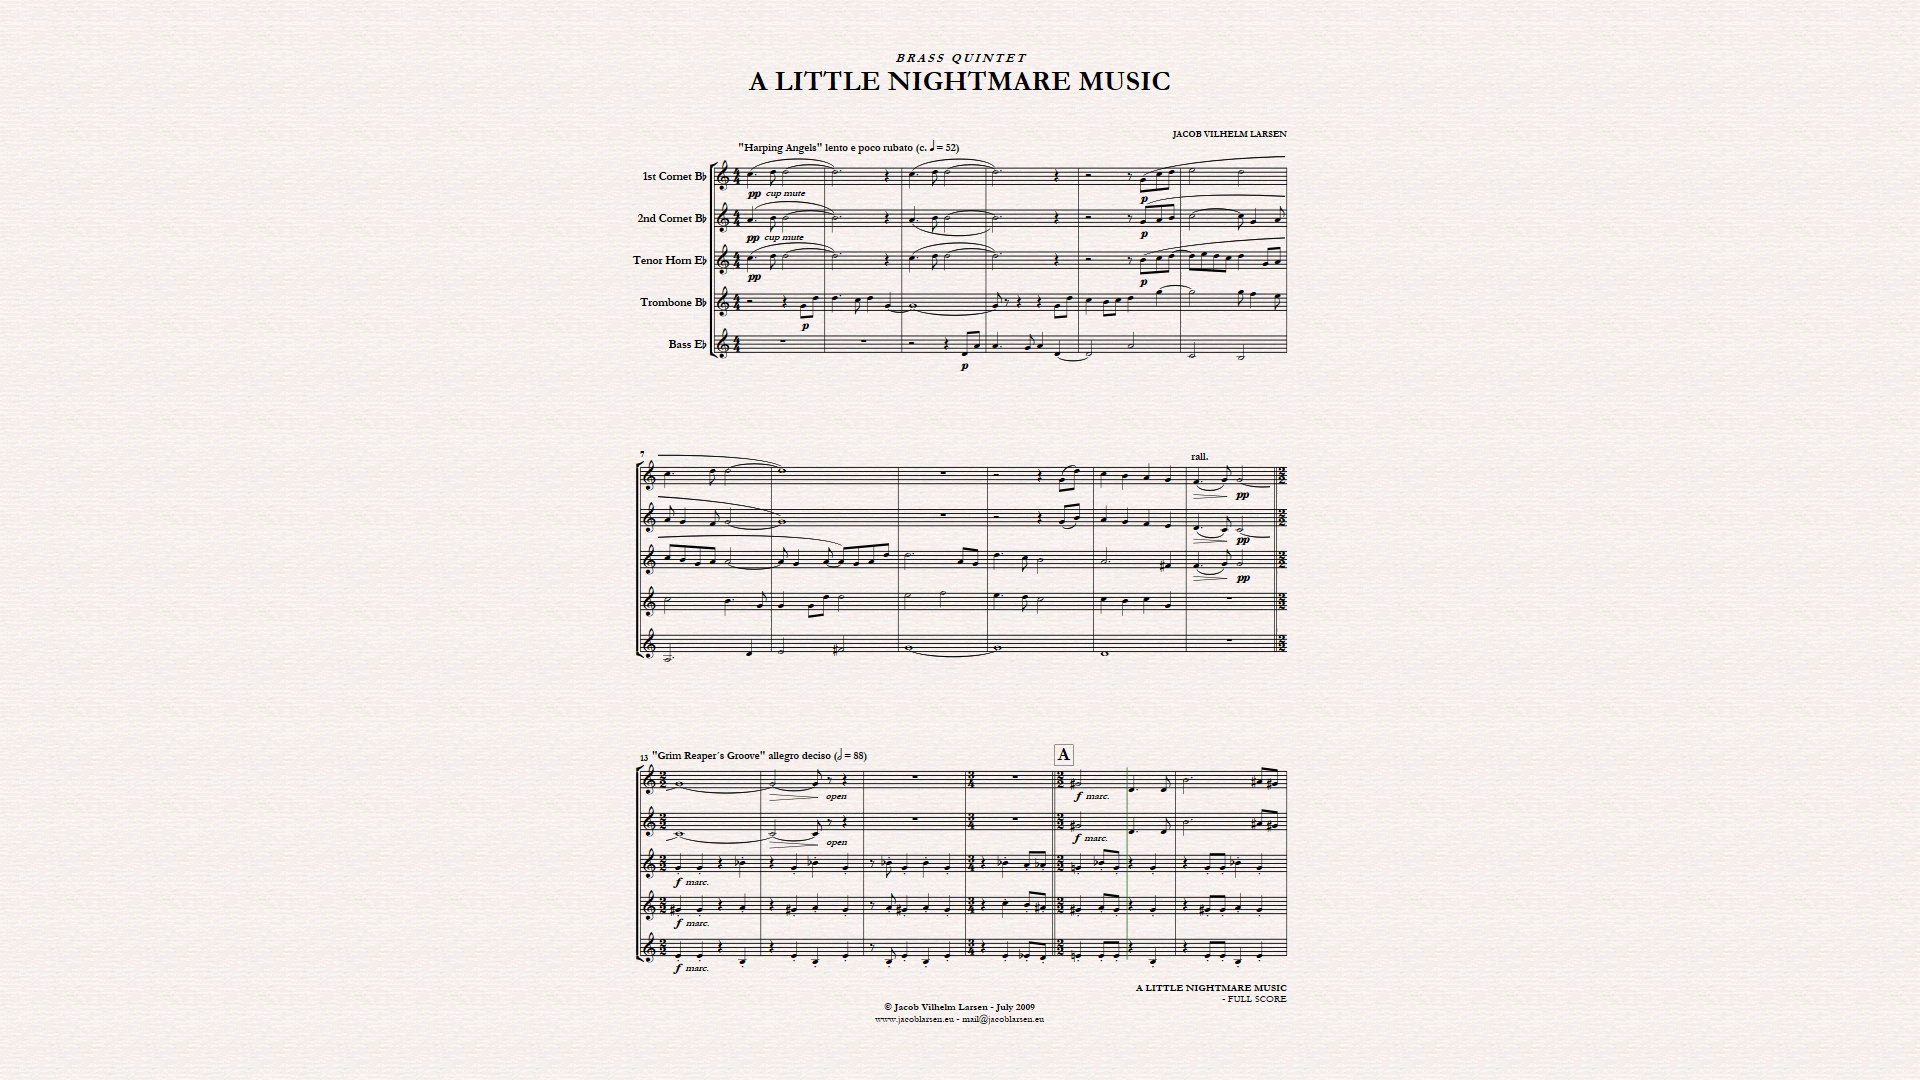 BRASS QUINTET
A LITTLE NIGHTMARE MUSIC
JACOB VILHELM LARSEN
"Harping Angels" lento e poco rubato (c. ♩ = 52)
1st Cornet B♭
pp cup mute
p
2nd Cornet B♭
pp cup mute
p
Tenor Horn E♭
pp
p
Trombone B♭
p
Bass E♭
p
7
rall.
pp
pp
pp
13 "Grim Reaper's Groove" allegro deciso (𝅗𝅥 = 88)
A
open
f marc.
open
f marc.
f marc.
f marc.
f marc.
A LITTLE NIGHTMARE MUSIC
- FULL SCORE
© Jacob Vilhelm Larsen - July 2009
www.jacoblarsen.eu - mail@jacoblarsen.eu